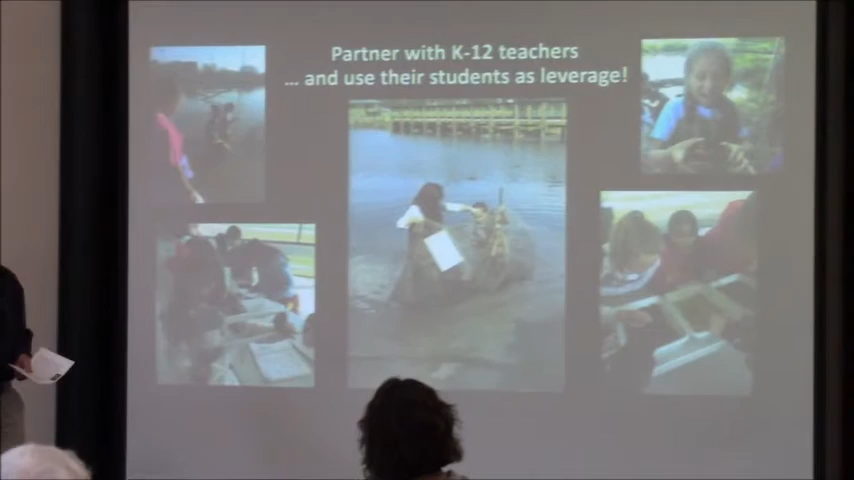 Partner with K-12 teachers
... and use their students as leverage!